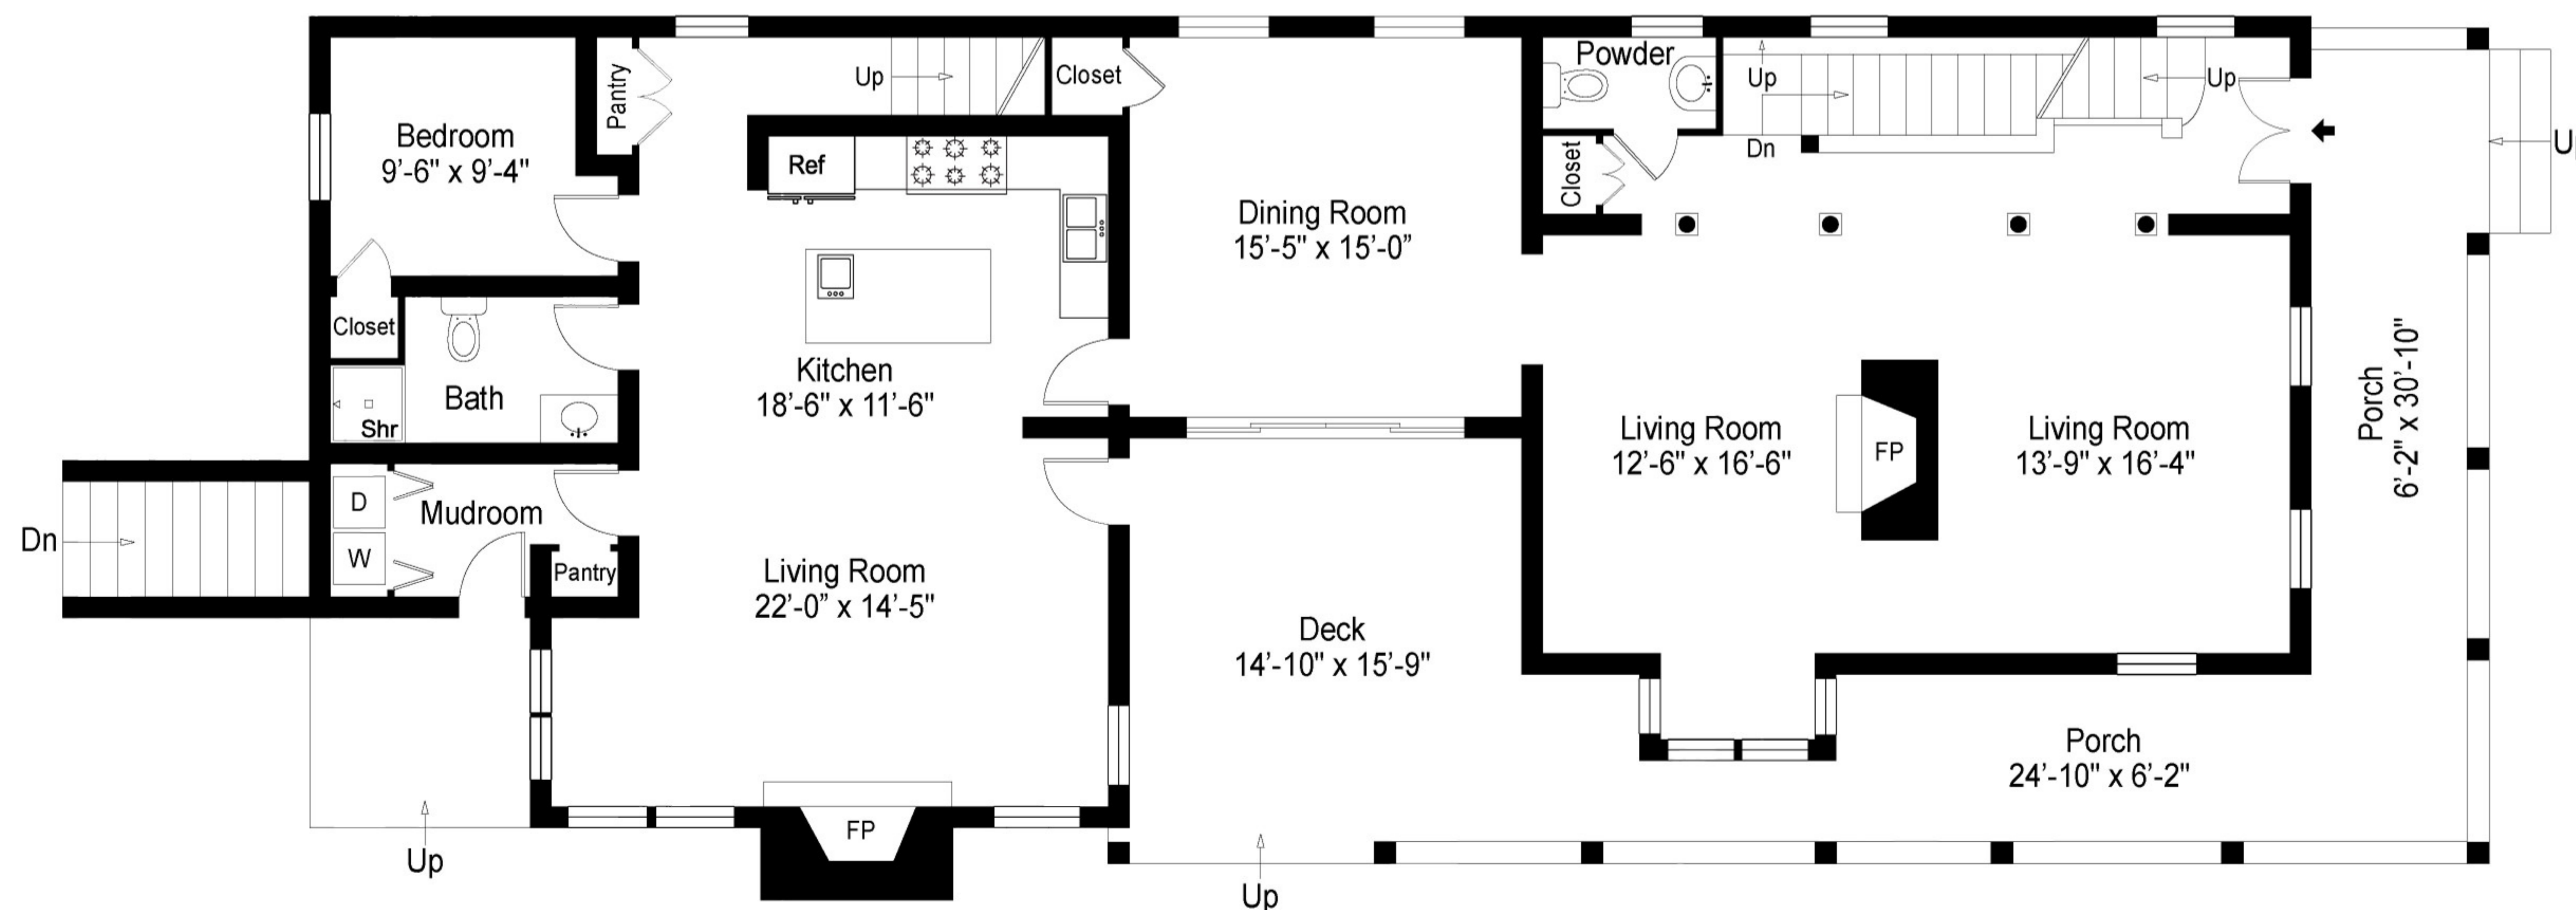 Bedroom
9'-6" x 9'-4"
Pantry
Up
Closet
Powder
Up
Dn
Up
Closet
Ref
Dining Room
15'-5" x 15'-0”
Closet
Bath
Shr
Kitchen
18'-6" x 11'-6"
Living Room
12'-6" x 16'-6"
FP
Living Room
13'-9" x 16'-4"
Porch
6'-2" x 30'-10"
Dn
D
W
Mudroom
Pantry
Living Room
22'-0” x 14'-5"
Deck
14'-10" x 15'-9"
Porch
24'-10" x 6'-2"
FP
Up
Up